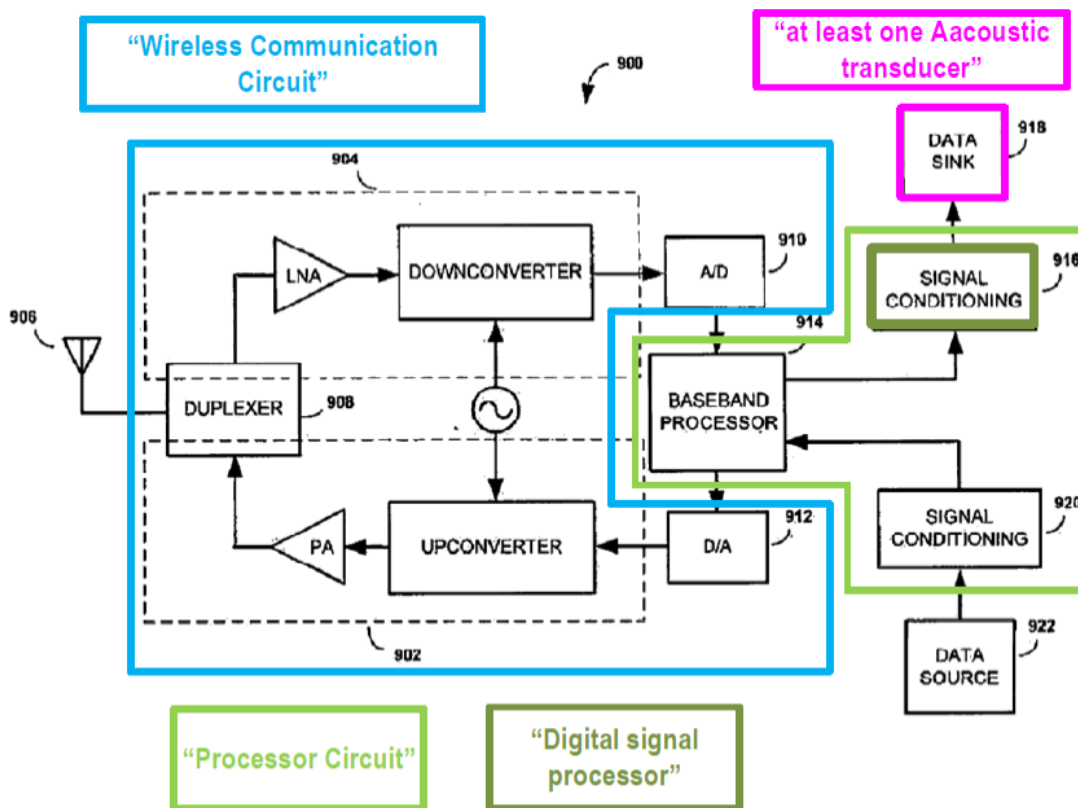 “Wireless Communication
Circuit”
“at least one Aacoustic
transducer”
900
918
DATA
SINK
904
910
LNA
DOWNCONVERTER
A/D
916
SIGNAL
CONDITIONING
906
914
DUPLEXER
908
BASEBAND
PROCESSOR
912
920
PA
UPCONVERTER
D/A
SIGNAL
CONDITIONING
902
922
DATA
SOURCE
“Processor Circuit”
“Digital signal
processor”